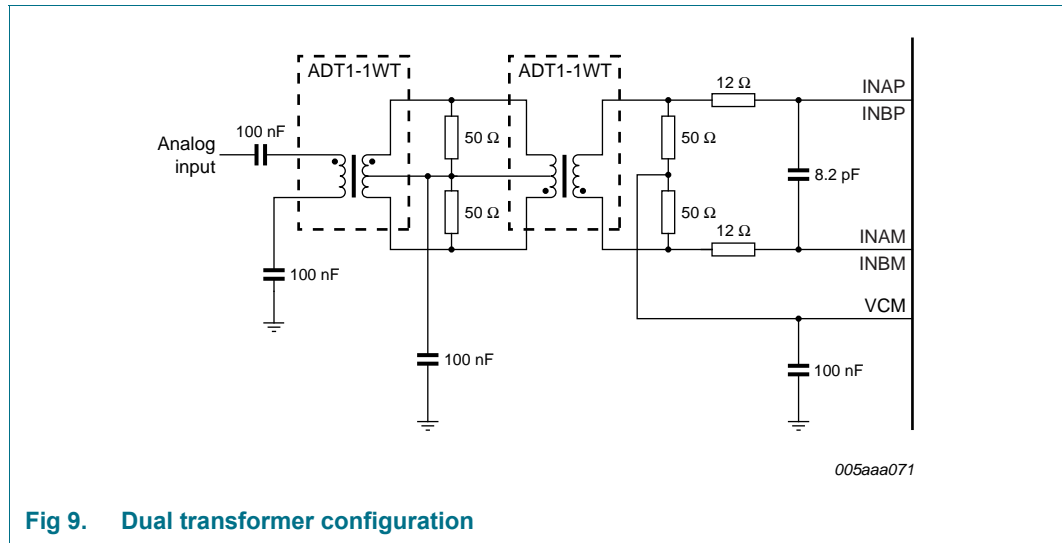 ADT1-1WT
ADT1-1WT
12 Ω
INAP
INBP
100 nF
Analog
input
50 Ω
50 Ω
8.2 pF
50 Ω
50 Ω
12 Ω
INAM
INBM
100 nF
VCM
100 nF
100 nF
005aaa071
Fig 9. Dual transformer configuration